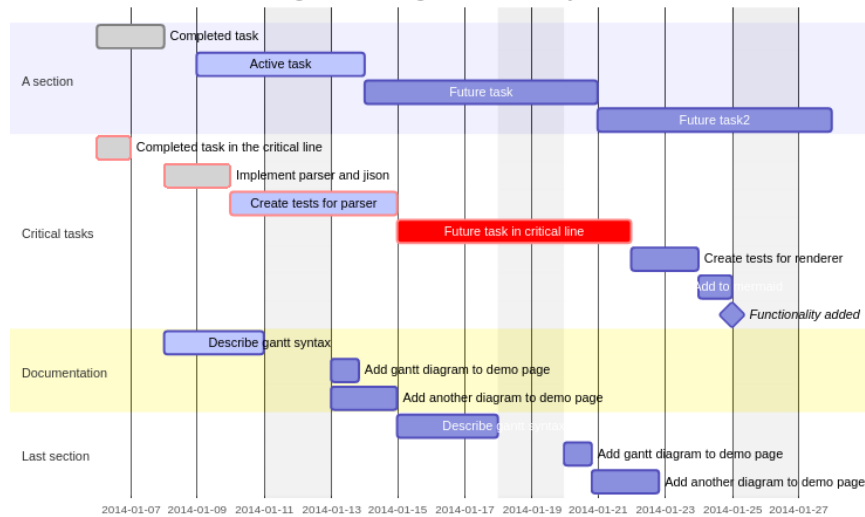 Completed task
Active task
A section
Future task
Future task2
Completed task in the critical line
Implement parser and jison
Create tests for parser
Critical tasks
Future task in critical line
Create tests for renderer
Add to mermaid
Functionality added
Describe gantt syntax
Documentation
Add gantt diagram to demo page
Add another diagram to demo page
Describe gantt syntax
Last section
Add gantt diagram to demo page
Add another diagram to demo page
2014-01-07 2014-01-09 2014-01-11 2014-01-13 2014-01-15 2014-01-17 2014-01-19 2014-01-21 2014-01-23 2014-01-25 2014-01-27